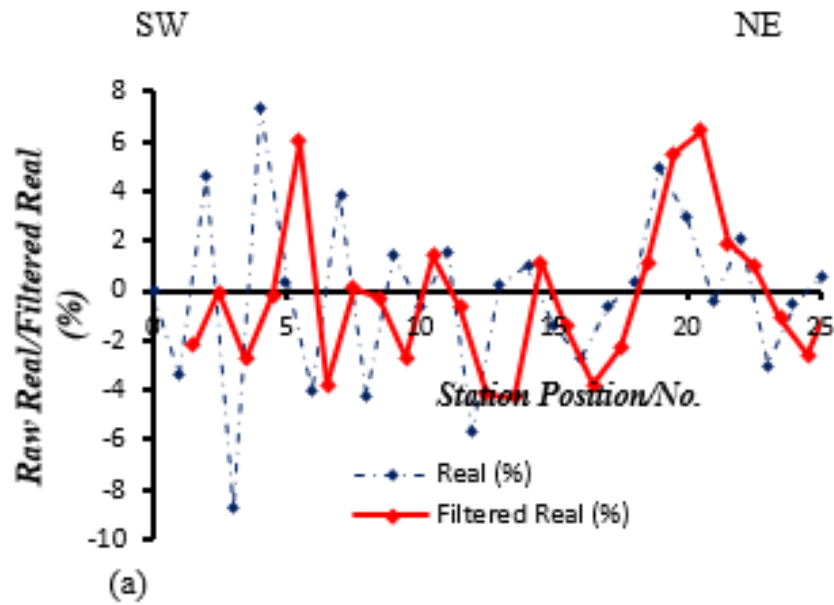 SW NE
8
6
4
2
0
-2
-4
-6
-8
-10
Raw Real/Filtered Real
(%)
0 5 10 15 20 25
Station Position/No.
Real (%)
Filtered Real (%)
(a)